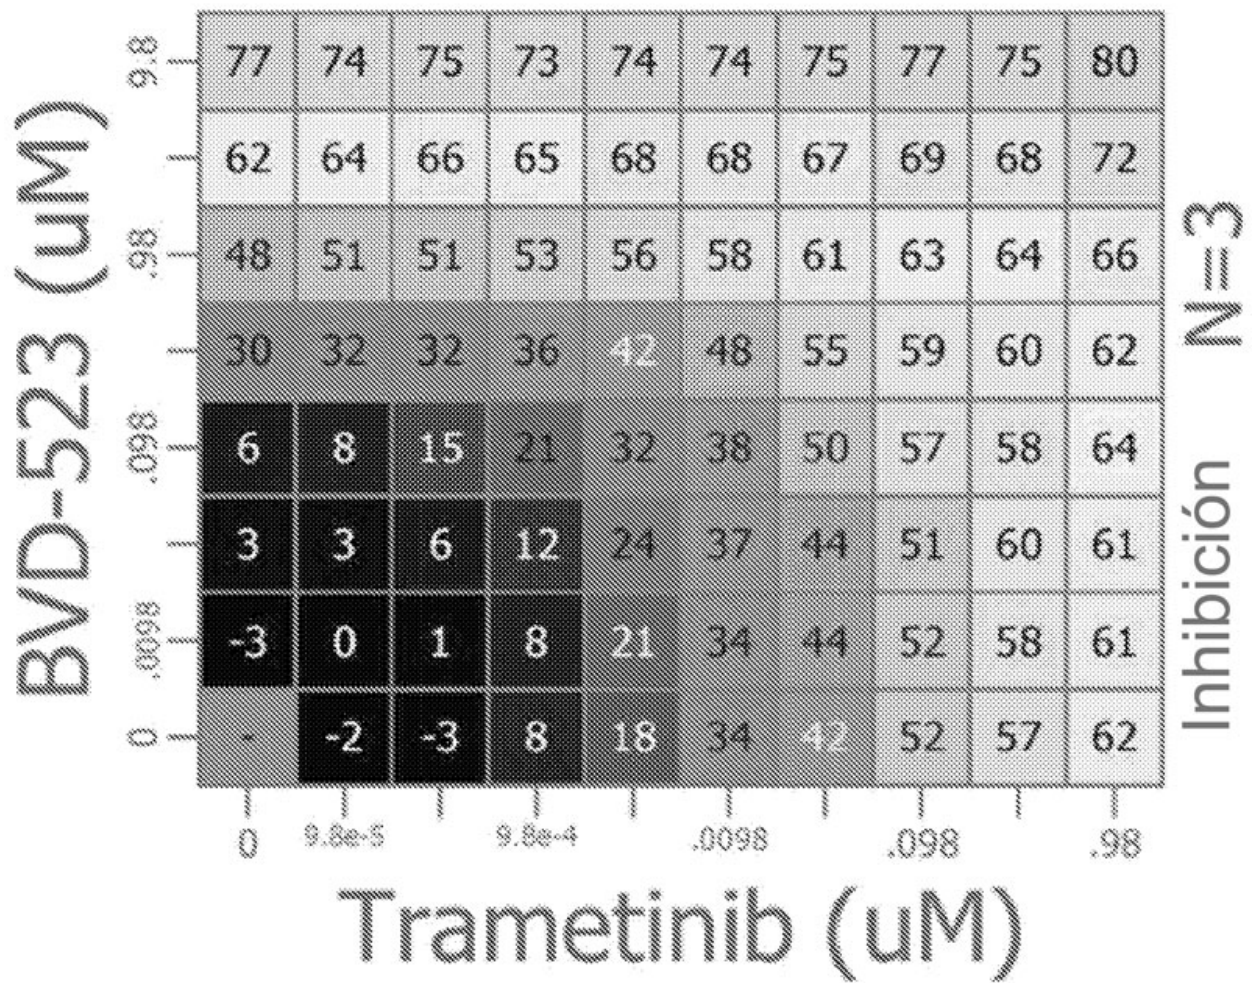 BVD-523 (uM)
9.8 77 74 75 73 74 74 75 77 75 80
62 64 66 65 68 68 67 69 68 72
.98 48 51 51 53 56 58 61 63 64 66
30 32 32 36 42 48 55 59 60 62
.098 6 8 15 21 32 38 50 57 58 64
3 3 6 12 24 37 44 51 60 61
.0098 -3 0 1 8 21 34 44 52 58 61
0 - -2 -3 8 18 34 42 52 57 62
0 9.8e-5 9.8e-4 .0098 .098 .98
Trametinib (uM)
Inhibición N=3